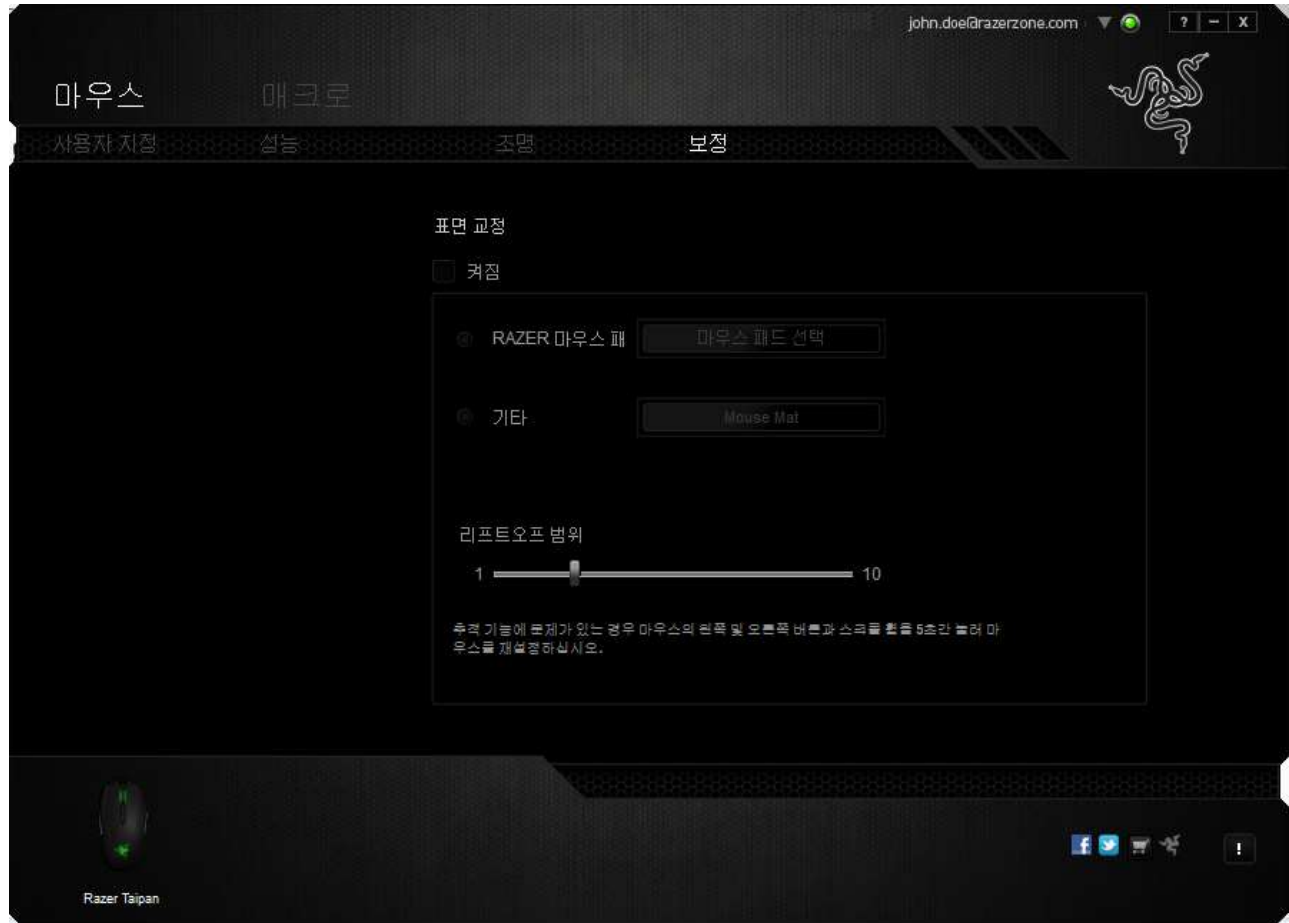 john.doe@razerzone.com
? – X
마우스 매크로
사용자 지정 성능 조명 보정
표면 교정
켜짐
RAZER 마우스 패 마우스 패드 선택
기타 Mouse Mat
리프트오프 범위
1 10
추적 기능에 문제가 있는 경우 마우스의 왼쪽 및 오른쪽 버튼과 스크롤 휠을 5초간 눌러 마
우스를 재설정하십시오.
!
Razer Taipan